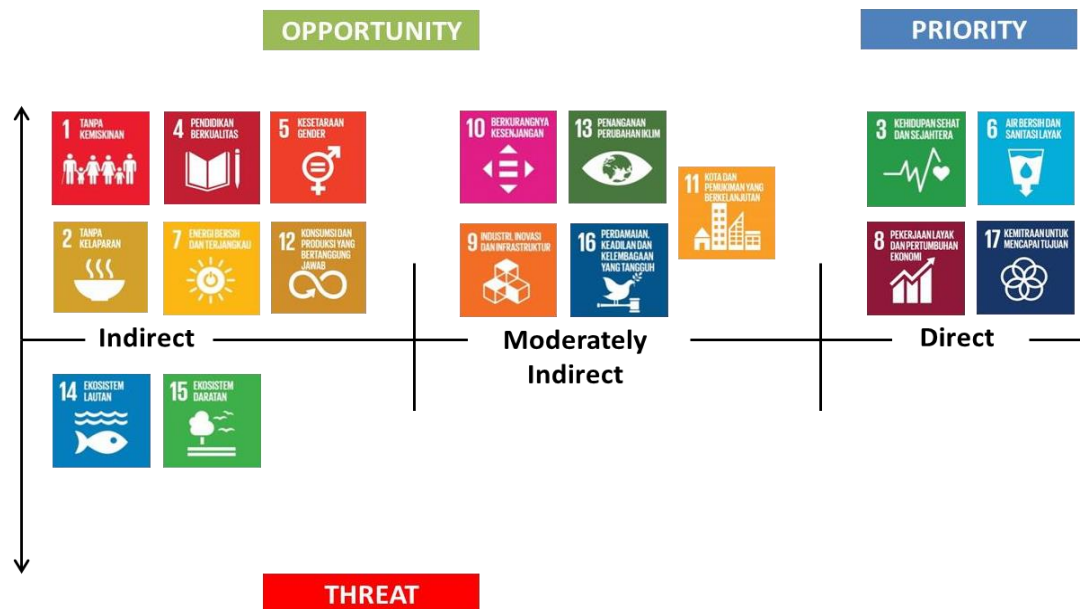 OPPORTUNITY
PRIORITY
1 TANPA
KEMISKINAN
4 PENDIDIKAN
BERKUALITAS
5 KESETARAAN
GENDER
10 BERKURANGNYA
KESENJANGAN
13 PENANGANAN
PERUBAHAN IKLIM
3 KEHIDUPAN SEHAT
DAN SEJAHTERA
6 AIR BERSIH DAN
SANITASI LAYAK
11 KOTA DAN
PEMUKIMAN YANG
BERKELANJUTAN
2 TANPA
KELAPARAN
7 ENERGI BERSIH
DAN TERJANGKAU
12 KONSUMSI DAN
PRODUKSI YANG
BERTANGGUNG
JAWAB
9 INDUSTRI, INOVASI
DAN INFRASTRUKTUR
16 PERDAMAIAN,
KEADILAN DAN
KELEMBAGAAN
YANG TANGGUH
8 PEKERJAAN LAYAK
DAN PERTUMBUHAN
EKONOMI
17 KEMITRAAN UNTUK
MENCAPAI TUJUAN
Indirect
Moderately
Indirect
Direct
14 EKOSISTEM
LAUTAN
15 EKOSISTEM
DARATAN
THREAT